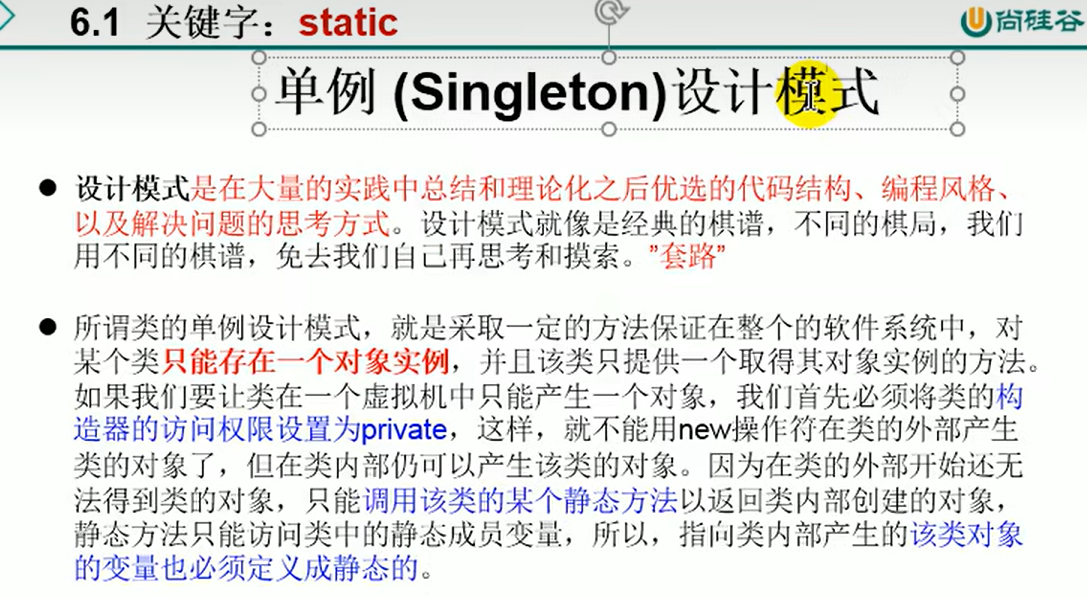 6.1 关键字：static
尚硅谷
单例 (Singleton)设计模式
● 设计模式是在大量的实践中总结和理论化之后优选的代码结构、编程风格、
以及解决问题的思考方式。设计模式就像是经典的棋谱，不同的棋局，我们
用不同的棋谱，免去我们自己再思考和摸索。”套路”
● 所谓类的单例设计模式，就是采取一定的方法保证在整个的软件系统中，对
某个类只能存在一个对象实例，并且该类只提供一个取得其对象实例的方法。
如果我们要让类在一个虚拟机中只能产生一个对象，我们首先必须将类的构
造器的访问权限设置为private，这样，就不能用new操作符在类的外部产生
类的对象了，但在类内部仍可以产生该类的对象。因为在类的外部开始还无
法得到类的对象，只能调用该类的某个静态方法以返回类内部创建的对象，
静态方法只能访问类中的静态成员变量，所以，指向类内部产生的该类对象
的变量也必须定义成静态的。